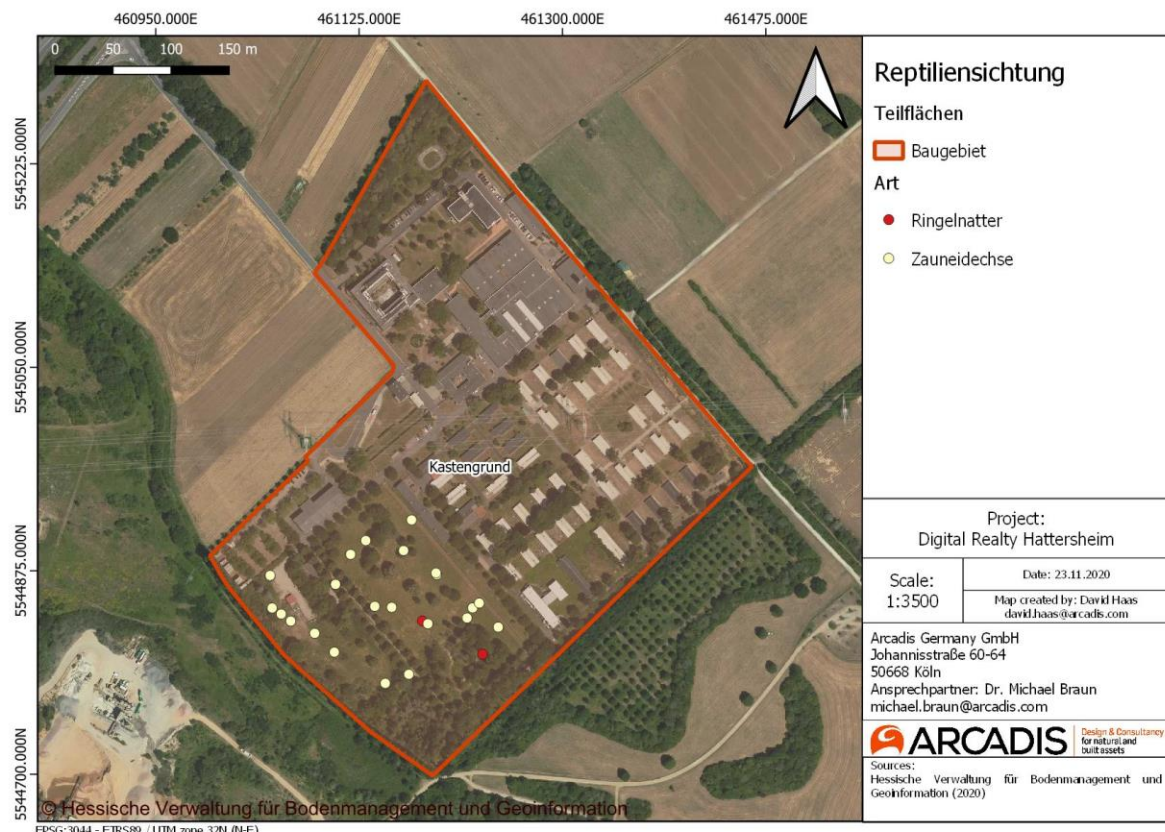 460950.000E
461125.000E
461300.000E
461475.000E
0 50 100 150 m
5545225.000N
5545050.000N
5544875.000N
5544700.000N
Kastengrund
© Hessische Verwaltung für Bodenmanagement und Geoinformation
EPSG:3044 - ETRS89 / UTM zone 32N (N-E)
Reptiliensichtung
Teilflächen
Baugebiet
Art
Ringelnatter
Zauneidechse
Project:
Digital Realty Hattersheim
Scale:
1:3500
Date: 23.11.2020
Map created by: David Haas
david.haas@arcadis.com
Arcadis Germany GmbH
Johannisstraße 60-64
50668 Köln
Ansprechpartner: Dr. Michael Braun
michael.braun@arcadis.com
ARCADIS
Design & Consultancy
for natural and
built assets
Sources:
Hessische Verwaltung für Bodenmanagement und
Geoinformation (2020)